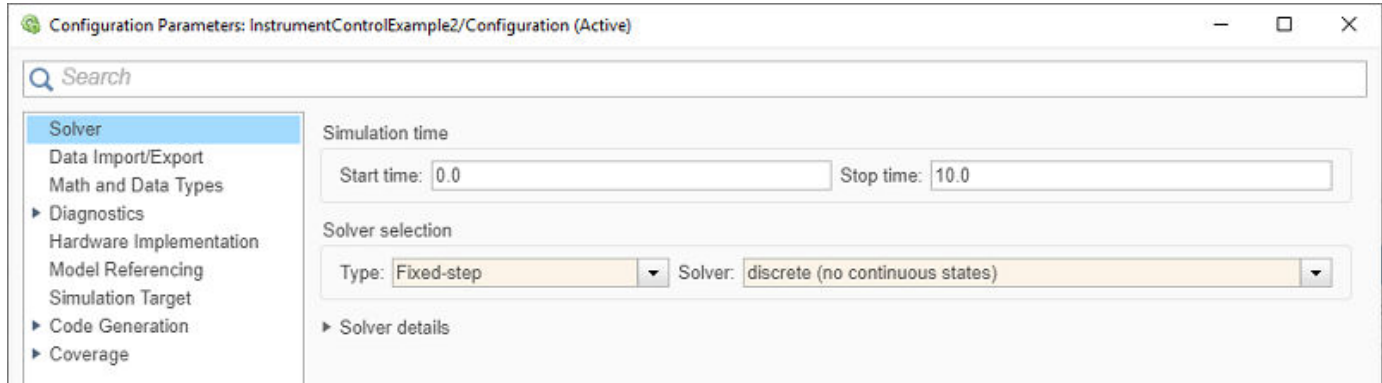 Configuration Parameters: InstrumentControlExample2/Configuration (Active)
Search
Solver
Data Import/Export
Math and Data Types
Diagnostics
Hardware Implementation
Model Referencing
Simulation Target
Code Generation
Coverage
Simulation time
Start time: 0.0 Stop time: 10.0
Solver selection
Type: Fixed-step Solver: discrete (no continuous states)
Solver details